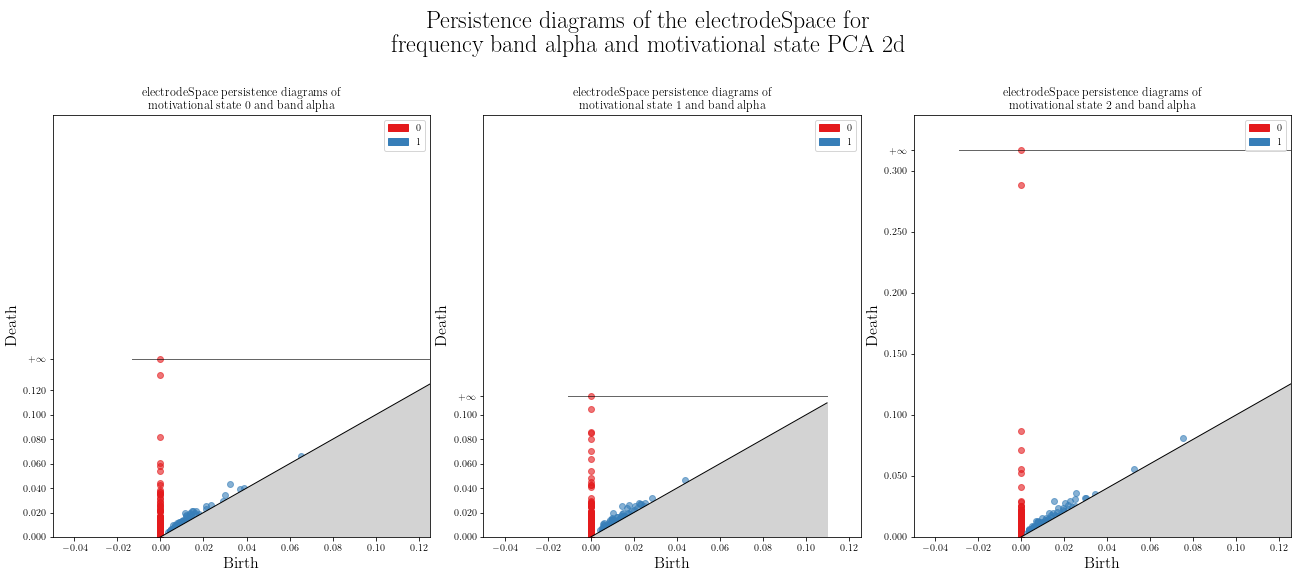 Persistence diagrams of the electrodeSpace for
frequency band alpha and motivational state PCA 2d
electrodeSpace persistence diagrams of
motivational state 0 and band alpha
0
1
Death
+∞
0.120
0.100
0.080
0.060
0.040
0.020
0.000
−0.04 −0.02 0.00 0.02 0.04 0.06 0.08 0.10 0.12
Birth
electrodeSpace persistence diagrams of
motivational state 1 and band alpha
0
1
Death
+∞
0.100
0.080
0.060
0.040
0.020
0.000
−0.04 −0.02 0.00 0.02 0.04 0.06 0.08 0.10 0.12
Birth
electrodeSpace persistence diagrams of
motivational state 2 and band alpha
0
1
Death
+∞
0.300
0.250
0.200
0.150
0.100
0.050
0.000
−0.04 −0.02 0.00 0.02 0.04 0.06 0.08 0.10 0.12
Birth